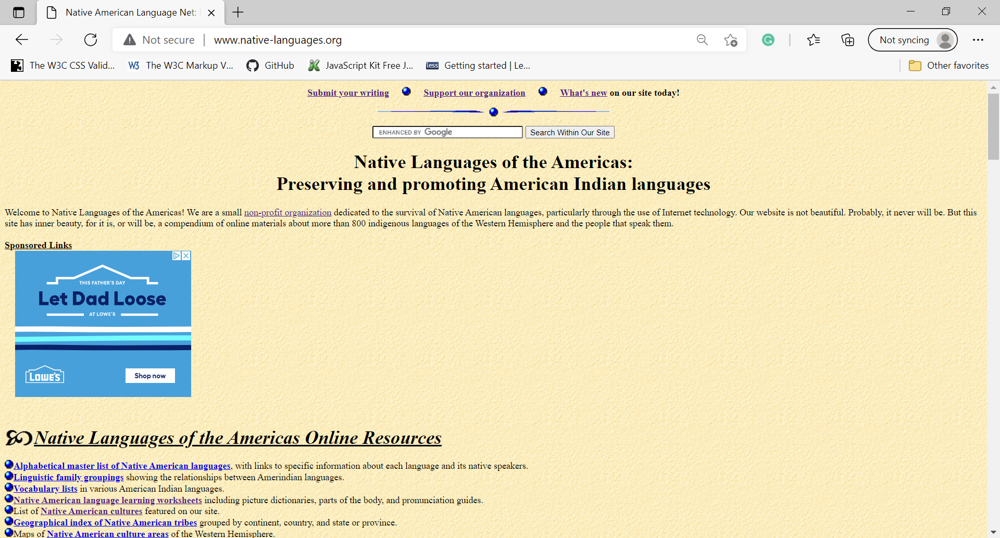 Native American Language Net:
Not secure
www.native-languages.org
Not syncing
The W3C CSS Valid...
The W3C Markup V...
GitHub
JavaScript Kit Free J...
Getting started | Le...
Other favorites
Submit your writing
Support our organization
What's new on our site today!
ENHANCED BY Google
Search Within Our Site
Native Languages of the Americas:
Preserving and promoting American Indian languages
Welcome to Native Languages of the Americas! We are a small non-profit organization dedicated to the survival of Native American languages, particularly through the use of Internet technology. Our website is not beautiful. Probably, it never will be. But this
site has inner beauty, for it is, or will be, a compendium of online materials about more than 800 indigenous languages of the Western Hemisphere and the people that speak them.
Sponsored Links
THIS FATHER'S DAY
Let Dad Loose
AT LOWE'S
LOWE'S
Shop now
Native Languages of the Americas Online Resources
Alphabetical master list of Native American languages, with links to specific information about each language and its native speakers.
Linguistic family groupings showing the relationships between Amerindian languages.
Vocabulary lists in various American Indian languages.
Native American language learning worksheets including picture dictionaries, parts of the body, and pronunciation guides.
List of Native American cultures featured on our site.
Geographical index of Native American tribes grouped by continent, country, and state or province.
Maps of Native American culture areas of the Western Hemisphere.